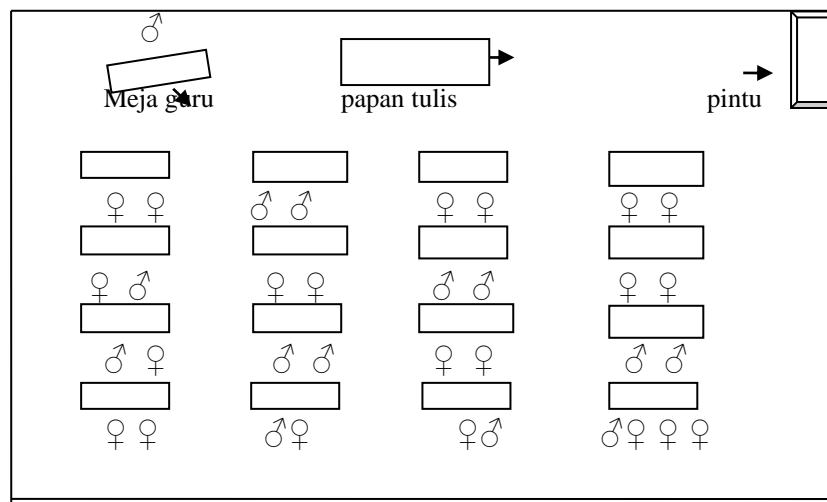 ♂
Meja guru papan tulis pintu
♀ ♀ ♂ ♂ ♀ ♀ ♀ ♀
♀ ♂ ♀ ♀ ♂ ♂ ♀ ♀
♂ ♀ ♂ ♂ ♀ ♀ ♂ ♂
♀ ♀ ♂♀ ♀♂ ♂♀ ♀ ♀